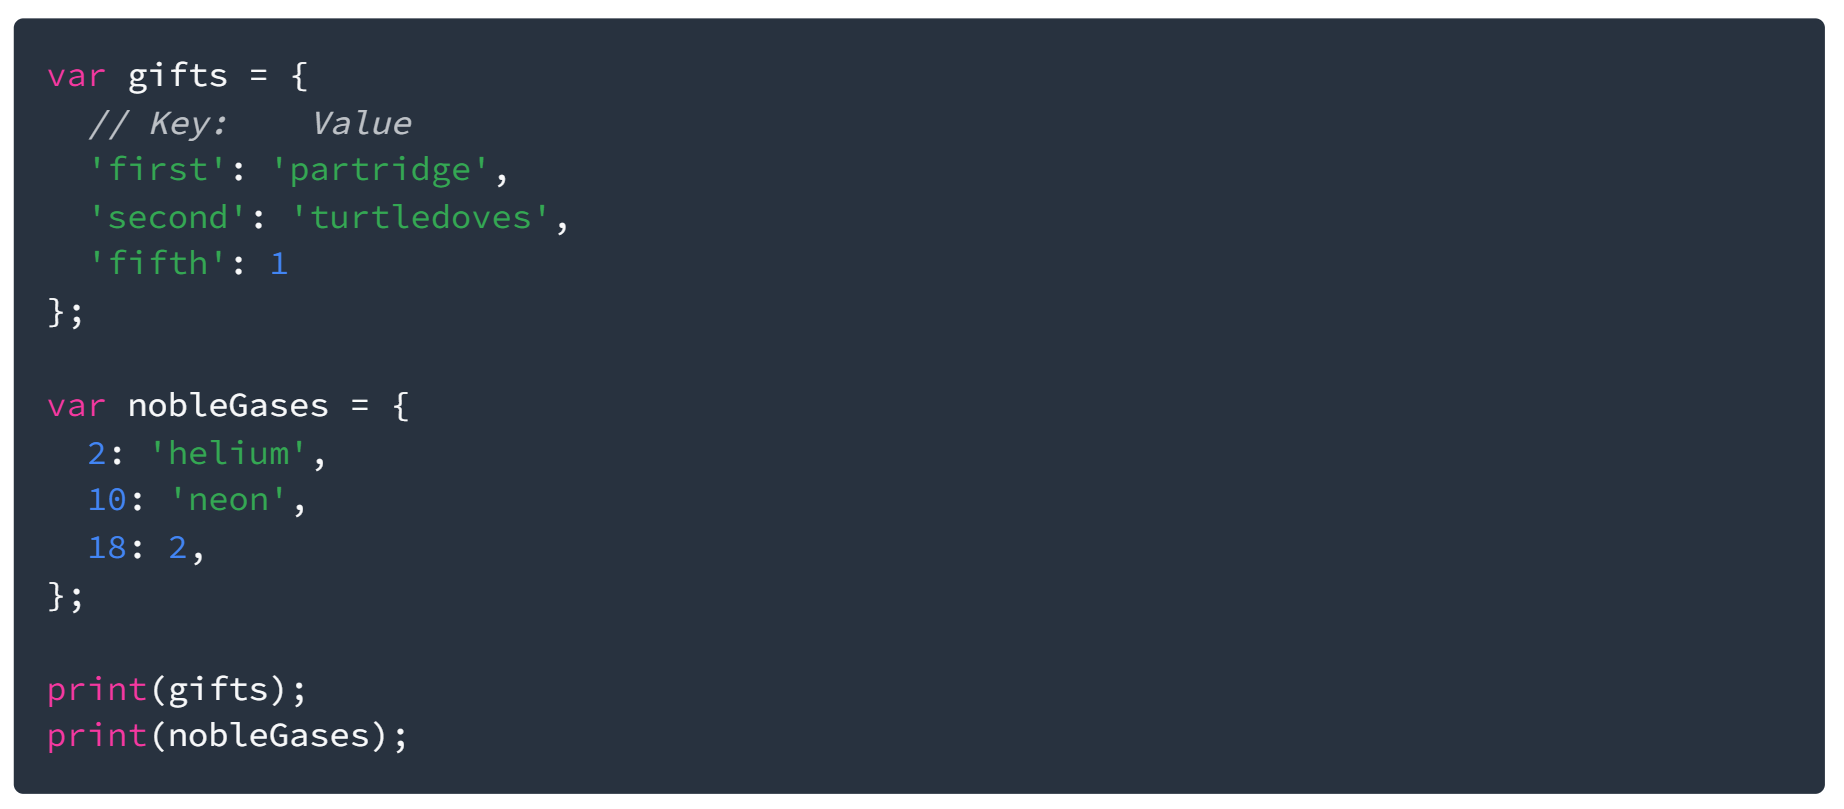 var gifts = {
  // Key:    Value
  'first': 'partridge',
  'second': 'turtledoves',
  'fifth': 1
};

var nobleGases = {
  2: 'helium',
  10: 'neon',
  18: 2,
};

print(gifts);
print(nobleGases);